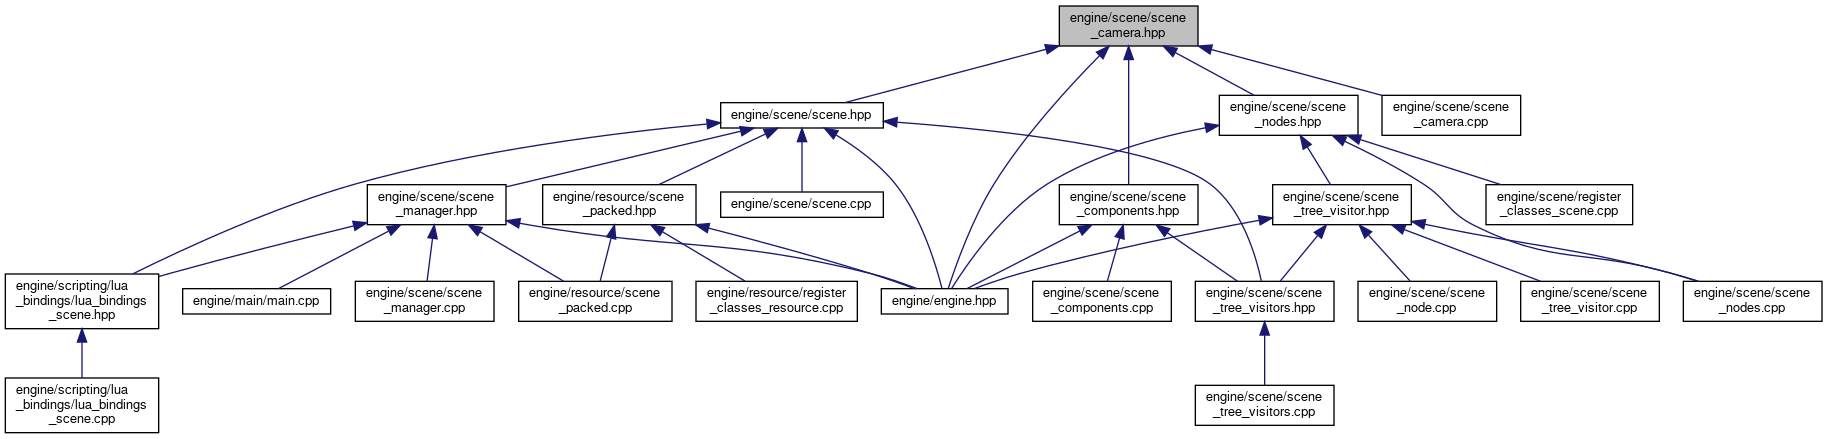 engine/scene/scene
_camera.hpp
engine/scene/scene.hpp
engine/scene/scene
_nodes.hpp
engine/scene/scene
_camera.cpp
engine/scene/scene
_manager.hpp
engine/resource/scene
_packed.hpp
engine/scene/scene.cpp
engine/scene/scene
_components.hpp
engine/scene/scene
_tree_visitor.hpp
engine/scene/register
_classes_scene.cpp
engine/scripting/lua
_bindings/lua_bindings
_scene.hpp
engine/main/main.cpp
engine/scene/scene
_manager.cpp
engine/resource/scene
_packed.cpp
engine/resource/register
_classes_resource.cpp
engine/engine.hpp
engine/scene/scene
_components.cpp
engine/scene/scene
_tree_visitors.hpp
engine/scene/scene
_node.cpp
engine/scene/scene
_tree_visitor.cpp
engine/scene/scene
_nodes.cpp
engine/scripting/lua
_bindings/lua_bindings
_scene.cpp
engine/scene/scene
_tree_visitors.cpp